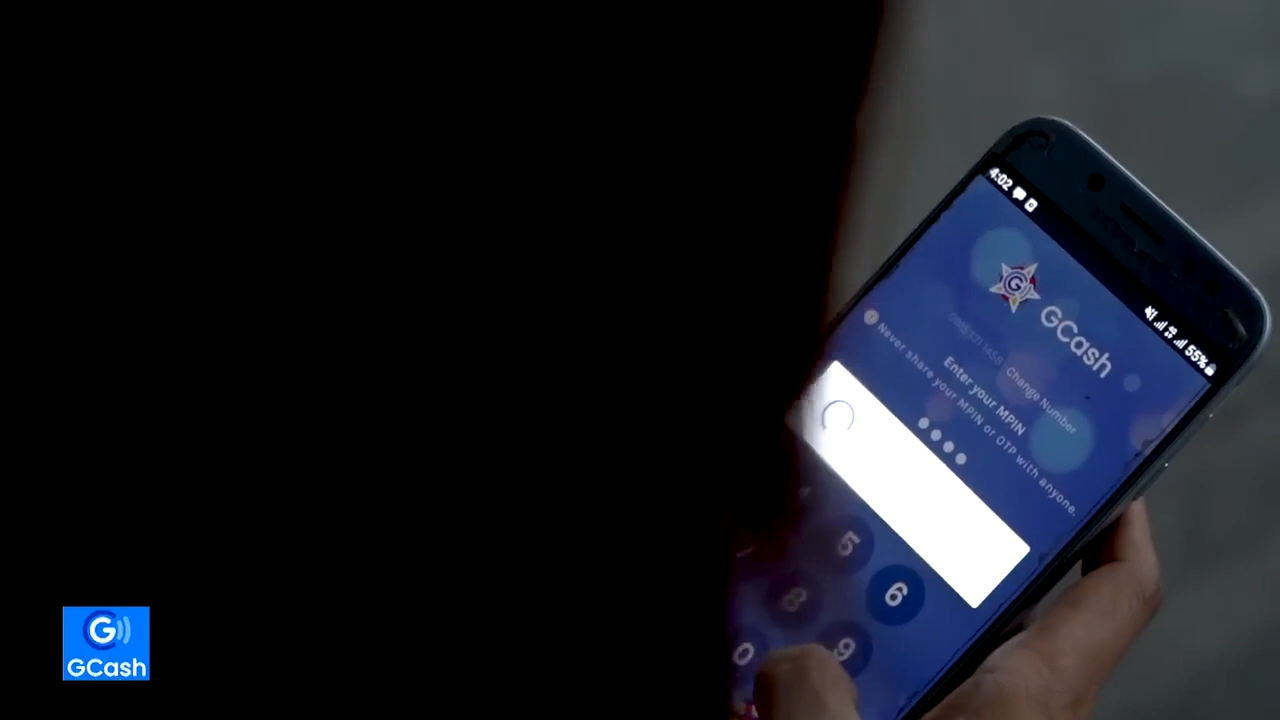 4:02
55%
G
GCash
Change Number
Enter your MPIN
Never share your MPIN or OTP with anyone.
5
6
8
9
0
G
GCash